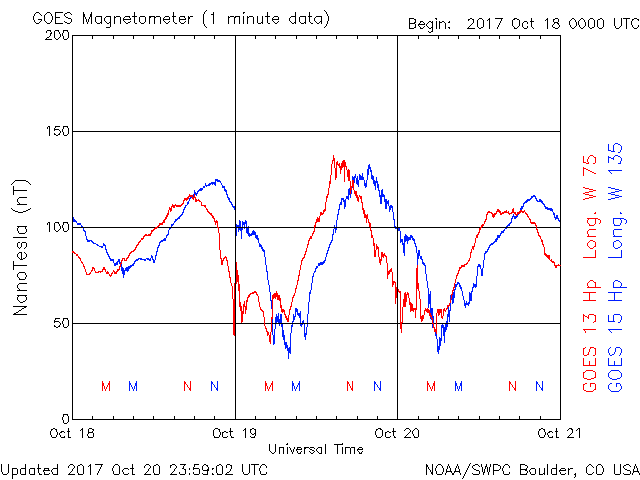 GOES Magnetometer (1 minute data)
Begin: 2017 Oct 18 0000 UTC
200
150
100
50
0
NanoTesla (nT)
M M N N M M N N M M N N
Oct 18 Oct 19 Oct 20 Oct 21
Universal Time
GOES 13 Hp Long. W 75
GOES 15 Hp Long. W 135
Updated 2017 Oct 20 23:59:02 UTC
NOAA/SWPC Boulder, CO USA